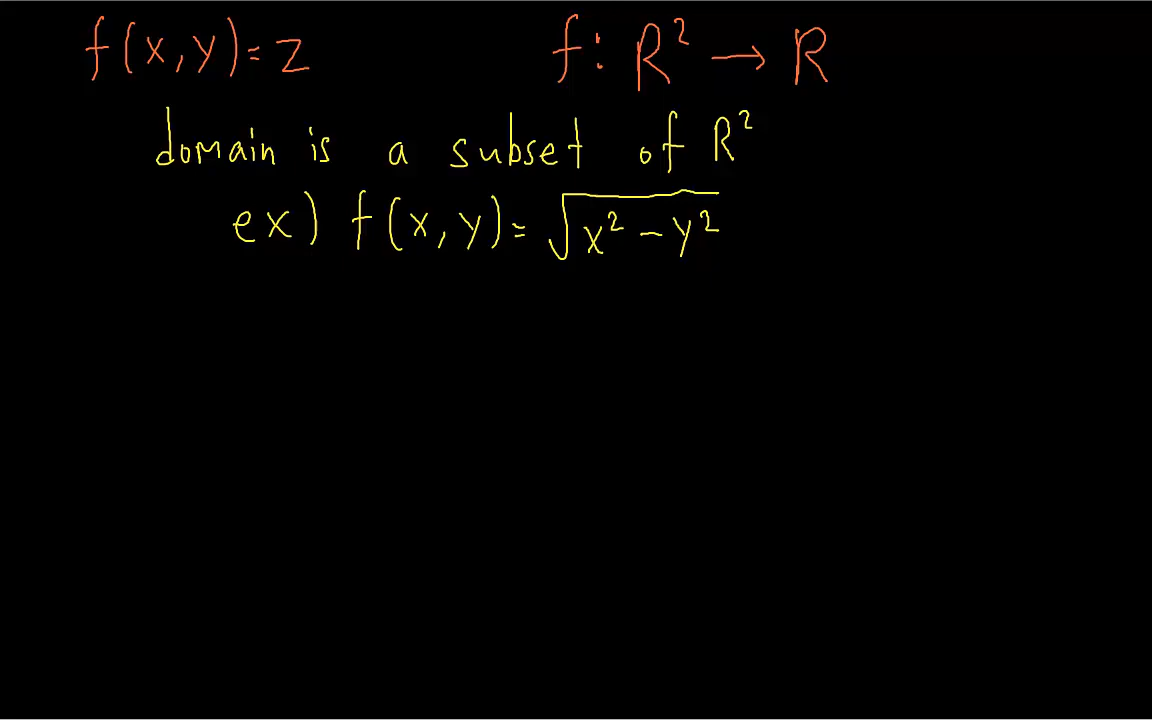 f(x,y)=z f:R²→R
domain is a subset of R²
ex) f(x,y)=√(x²-y²)